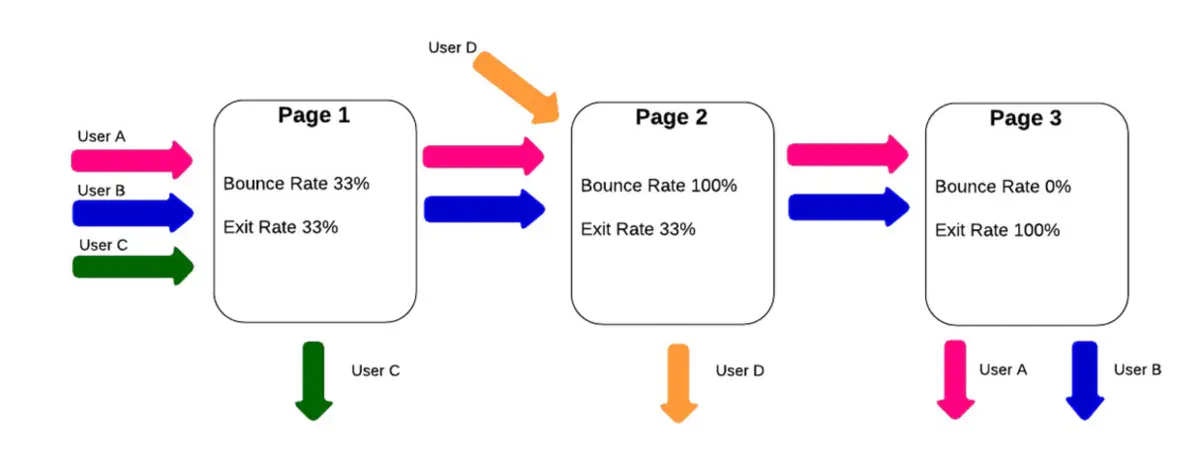 User D
Page 1
Page 2
Page 3
User A
User B
User C
Bounce Rate 33%
Exit Rate 33%
Bounce Rate 100%
Exit Rate 33%
Bounce Rate 0%
Exit Rate 100%
User C
User D
User A
User B